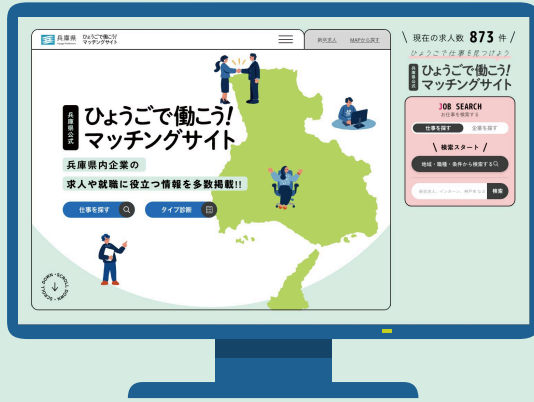 兵庫県
ひょうごで働こう!
マッチングサイト
新着求人
MAPから探す
兵庫県公式
ひょうごで働こう!
マッチングサイト
兵庫県内企業の
求人や就職に役立つ情報を多数掲載!!
仕事を探す
タイプ診断
SCROLL DOWN・SCROLL DOWN・
\ 現在の求人数 873 件 /
ひょうごで仕事を見つけよう
兵庫県公式
ひょうごで働こう!
マッチングサイト
JOB SEARCH
お仕事を検索する
仕事を探す
企業を探す
\ 検索スタート /
地域・職種・条件から検索する
検索